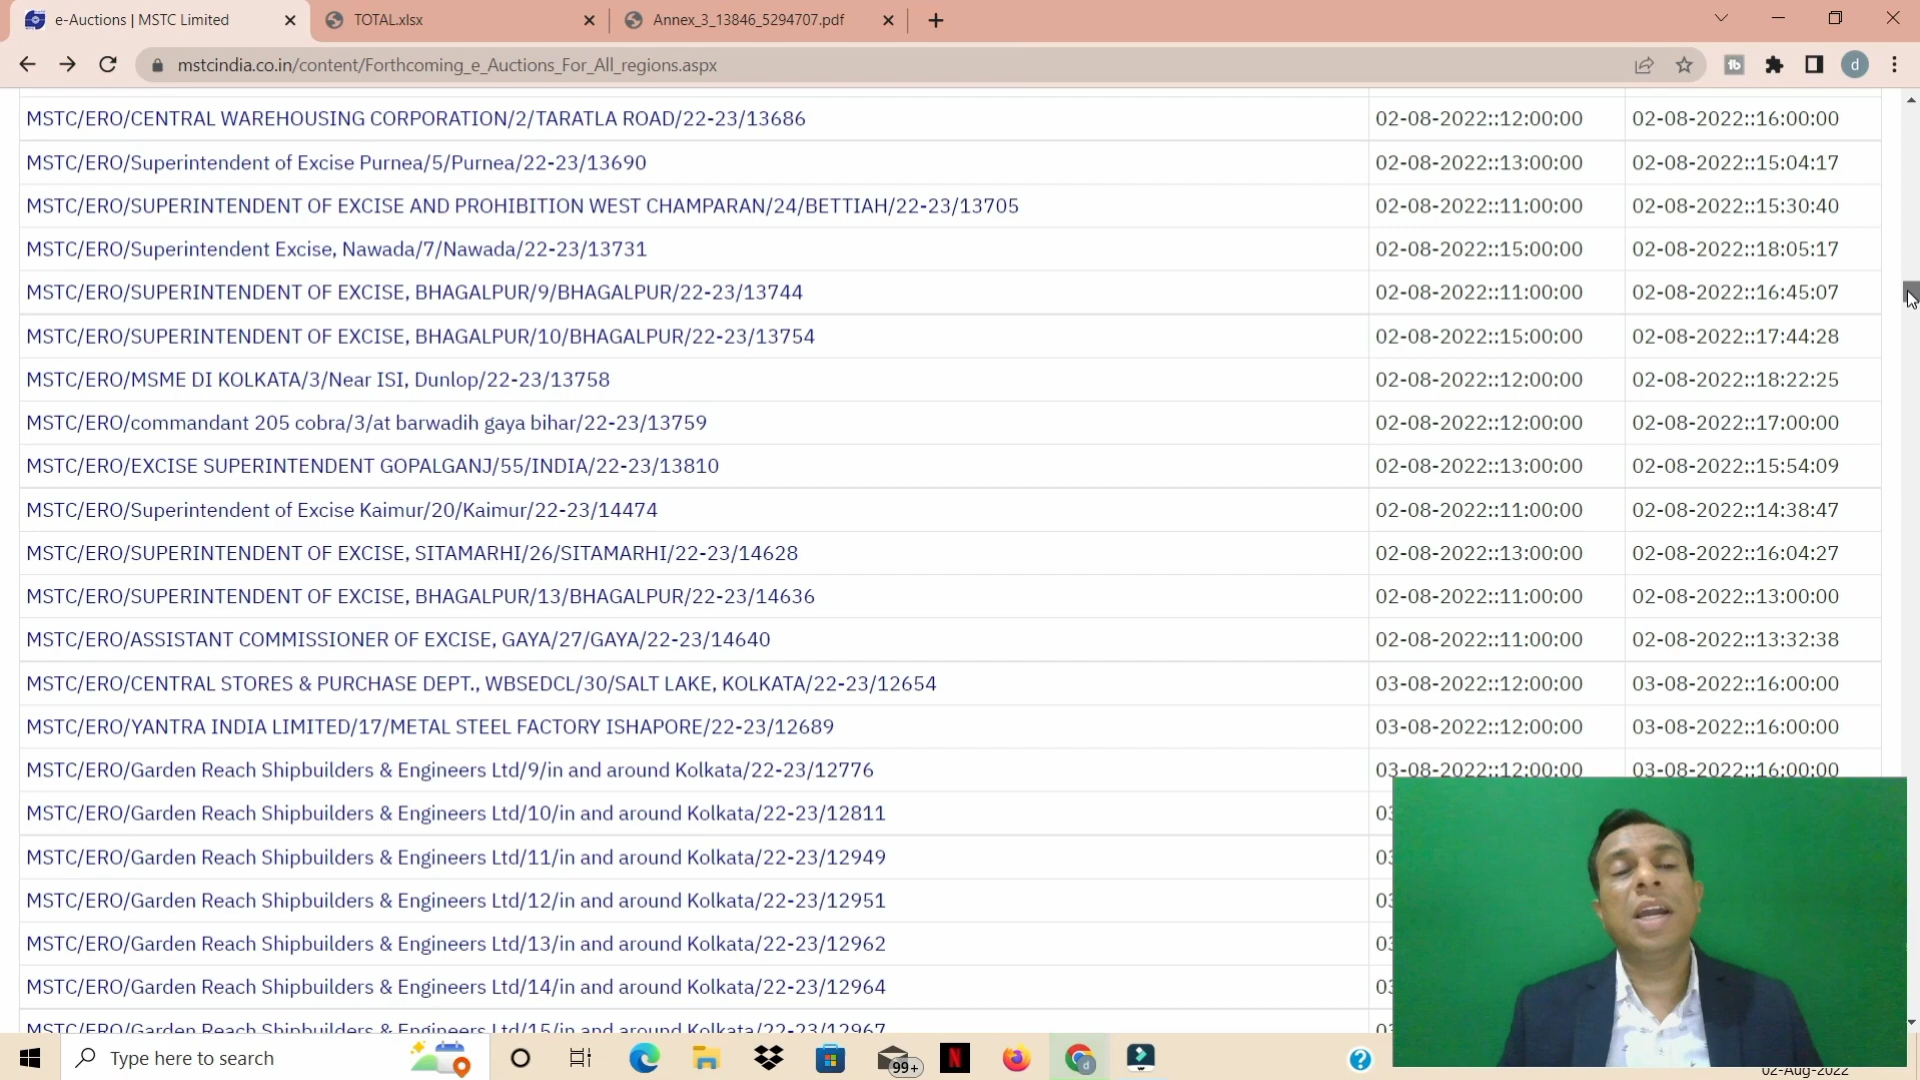 e-Auctions | MSTC Limited
TOTAL.xlsx
Annex_3_13846_5294707.pdf
mstcindia.co.in/content/Forthcoming_e_Auctions_For_All_regions.aspx
d
MSTC/ERO/CENTRAL WAREHOUSING CORPORATION/2/TARATLA ROAD/22-23/13686 02-08-2022::12:00:00 02-08-2022::16:00:00
MSTC/ERO/Superintendent of Excise Purnea/5/Purnea/22-23/13690 02-08-2022::13:00:00 02-08-2022::15:04:17
MSTC/ERO/SUPERINTENDENT OF EXCISE AND PROHIBITION WEST CHAMPARAN/24/BETTIAH/22-23/13705 02-08-2022::11:00:00 02-08-2022::15:30:40
MSTC/ERO/Superintendent Excise, Nawada/7/Nawada/22-23/13731 02-08-2022::15:00:00 02-08-2022::18:05:17
MSTC/ERO/SUPERINTENDENT OF EXCISE, BHAGALPUR/9/BHAGALPUR/22-23/13744 02-08-2022::11:00:00 02-08-2022::16:45:07
MSTC/ERO/SUPERINTENDENT OF EXCISE, BHAGALPUR/10/BHAGALPUR/22-23/13754 02-08-2022::15:00:00 02-08-2022::17:44:28
MSTC/ERO/MSME DI KOLKATA/3/Near ISI, Dunlop/22-23/13758 02-08-2022::12:00:00 02-08-2022::18:22:25
MSTC/ERO/commandant 205 cobra/3/at barwadih gaya bihar/22-23/13759 02-08-2022::12:00:00 02-08-2022::17:00:00
MSTC/ERO/EXCISE SUPERINTENDENT GOPALGANJ/55/INDIA/22-23/13810 02-08-2022::13:00:00 02-08-2022::15:54:09
MSTC/ERO/Superintendent of Excise Kaimur/20/Kaimur/22-23/14474 02-08-2022::11:00:00 02-08-2022::14:38:47
MSTC/ERO/SUPERINTENDENT OF EXCISE, SITAMARHI/26/SITAMARHI/22-23/14628 02-08-2022::13:00:00 02-08-2022::16:04:27
MSTC/ERO/SUPERINTENDENT OF EXCISE, BHAGALPUR/13/BHAGALPUR/22-23/14636 02-08-2022::11:00:00 02-08-2022::13:00:00
MSTC/ERO/ASSISTANT COMMISSIONER OF EXCISE, GAYA/27/GAYA/22-23/14640 02-08-2022::11:00:00 02-08-2022::13:32:38
MSTC/ERO/CENTRAL STORES & PURCHASE DEPT., WBSEDCL/30/SALT LAKE, KOLKATA/22-23/12654 03-08-2022::12:00:00 03-08-2022::16:00:00
MSTC/ERO/YANTRA INDIA LIMITED/17/METAL STEEL FACTORY ISHAPORE/22-23/12689 03-08-2022::12:00:00 03-08-2022::16:00:00
MSTC/ERO/Garden Reach Shipbuilders & Engineers Ltd/9/in and around Kolkata/22-23/12776 03-08-2022::12:00:00 03-08-2022::16:00:00
MSTC/ERO/Garden Reach Shipbuilders & Engineers Ltd/10/in and around Kolkata/22-23/12811 03
MSTC/ERO/Garden Reach Shipbuilders & Engineers Ltd/11/in and around Kolkata/22-23/12949 03
MSTC/ERO/Garden Reach Shipbuilders & Engineers Ltd/12/in and around Kolkata/22-23/12951 03
MSTC/ERO/Garden Reach Shipbuilders & Engineers Ltd/13/in and around Kolkata/22-23/12962 03
MSTC/ERO/Garden Reach Shipbuilders & Engineers Ltd/14/in and around Kolkata/22-23/12964 03
MSTC/ERO/Garden Reach Shipbuilders & Engineers Ltd/15/in and around Kolkata/22-23/12967 03
Type here to search
99+
02-Aug-2022